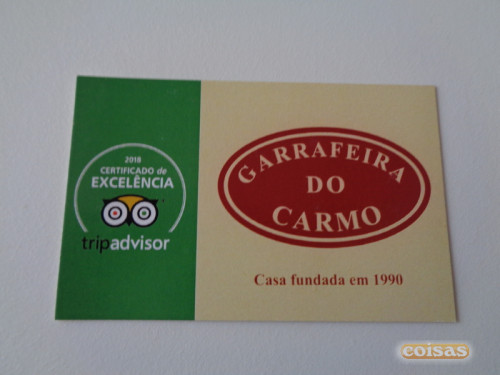 2018
CERTIFICADO de
EXCELÊNCIA
tripadvisor
GARRAFEIRA
DO
CARMO
Casa fundada em 1990
coisas